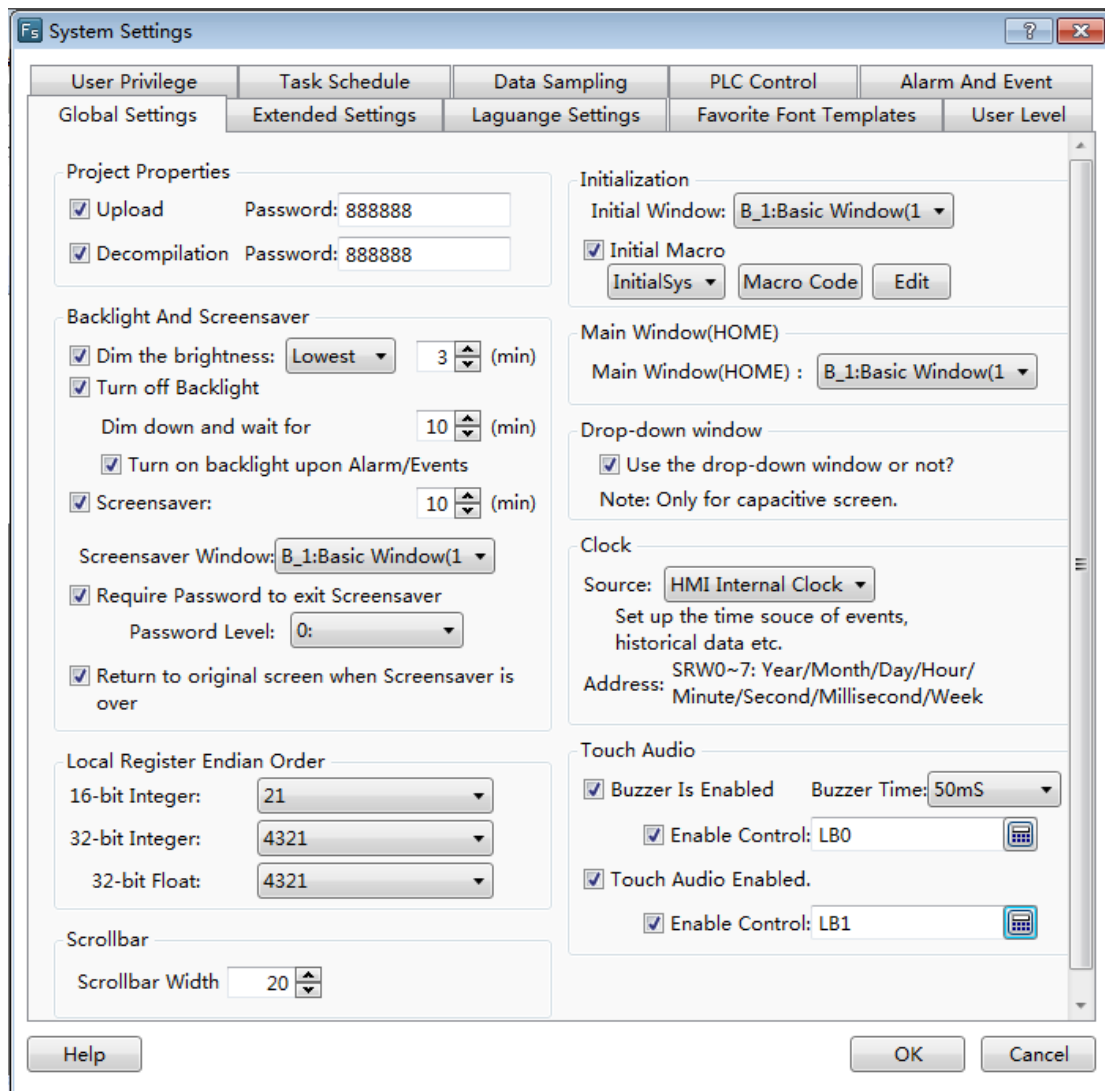 Fs System Settings
User Privilege Task Schedule Data Sampling PLC Control Alarm And Event
Global Settings Extended Settings Laguange Settings Favorite Font Templates User Level
Project Properties
Upload Password: 888888
Decompilation Password: 888888
Backlight And Screensaver
Dim the brightness: Lowest 3 (min)
Turn off Backlight
Dim down and wait for 10 (min)
Turn on backlight upon Alarm/Events
Screensaver: 10 (min)
Screensaver Window: B_1:Basic Window(1
Require Password to exit Screensaver
Password Level: 0:
Return to original screen when Screensaver is
over
Local Register Endian Order
16-bit Integer: 21
32-bit Integer: 4321
32-bit Float: 4321
Scrollbar
Scrollbar Width 20
Initialization
Initial Window: B_1:Basic Window(1
Initial Macro
InitialSys Macro Code Edit
Main Window(HOME)
Main Window(HOME) : B_1:Basic Window(1
Drop-down window
Use the drop-down window or not?
Note: Only for capacitive screen.
Clock
Source: HMI Internal Clock
Set up the time souce of events,
historical data etc.
Address: SRW0~7: Year/Month/Day/Hour/
Minute/Second/Millisecond/Week
Touch Audio
Buzzer Is Enabled Buzzer Time: 50mS
Enable Control: LB0
Touch Audio Enabled.
Enable Control: LB1
Help OK Cancel